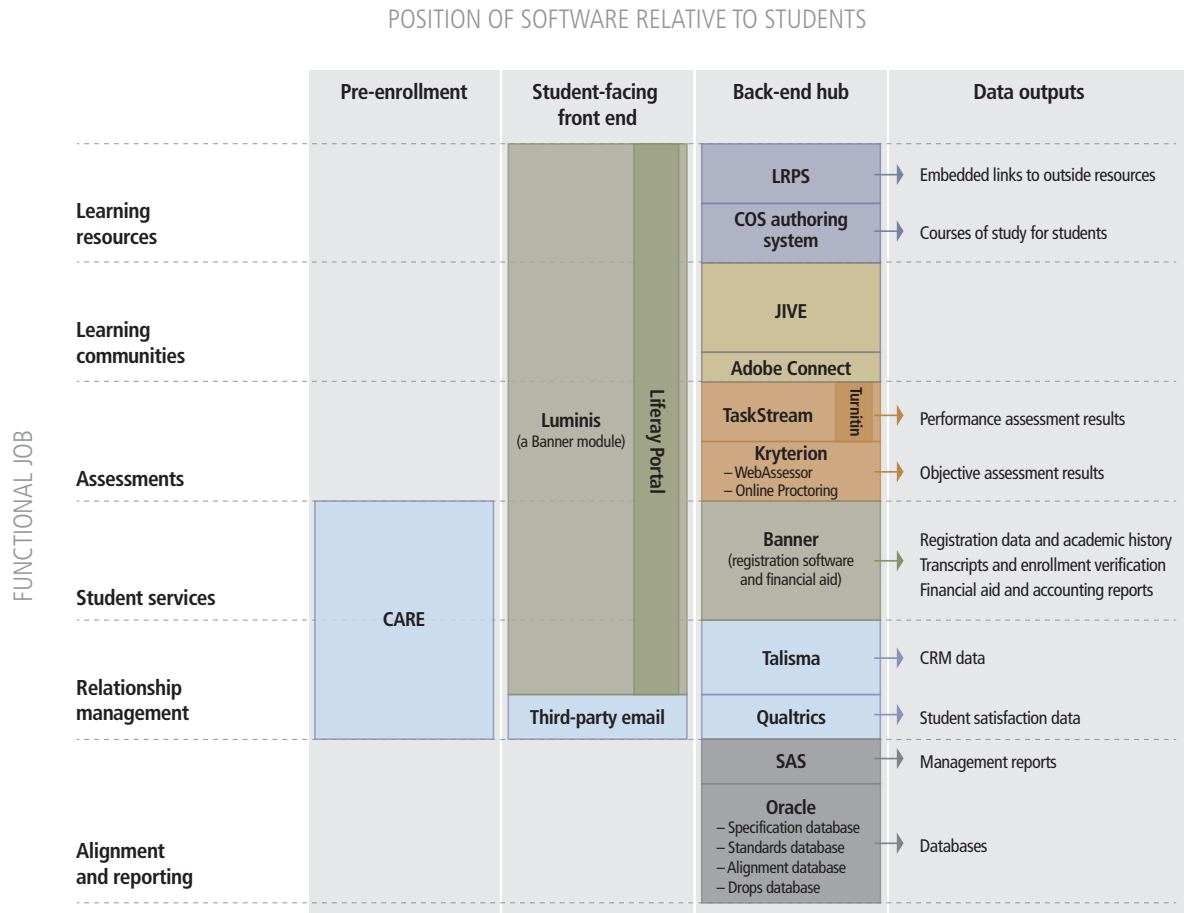 POSITION OF SOFTWARE RELATIVE TO STUDENTS
Pre-enrollment
Student-facing
front end
Back-end hub
Data outputs
FUNCTIONAL JOB
Learning
resources
LRPS
Embedded links to outside resources
COS authoring
system
Courses of study for students
Learning
communities
JIVE
Adobe Connect
Luminis
(a Banner module)
Liferay Portal
Assessments
TaskStream
Turnitin
Performance assessment results
Kryterion
– WebAssessor
– Online Proctoring
Objective assessment results
Student services
CARE
Banner
(registration software
and financial aid)
Registration data and academic history
Transcripts and enrollment verification
Financial aid and accounting reports
Relationship
management
Talisma
CRM data
Third-party email
Qualtrics
Student satisfaction data
Alignment
and reporting
SAS
Management reports
Oracle
– Specification database
– Standards database
– Alignment database
– Drops database
Databases